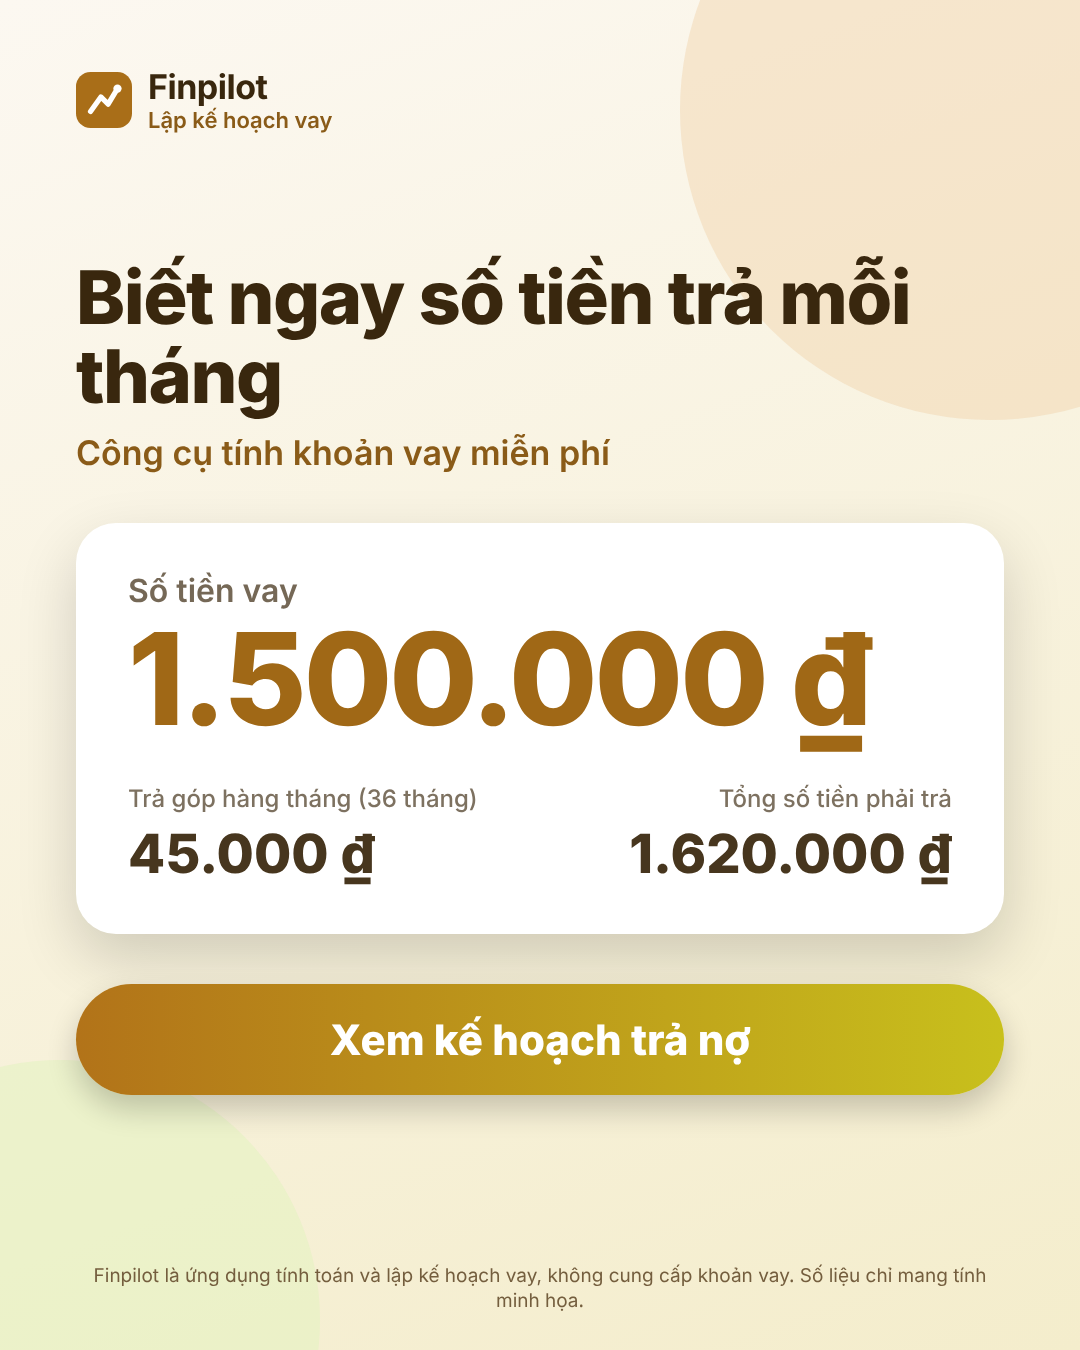 Finpilot
Lập kế hoạch vay
Biết ngay số tiền trả mỗi
tháng
Công cụ tính khoản vay miễn phí
Số tiền vay
1.500.000 ₫
Trả góp hàng tháng (36 tháng)
Tổng số tiền phải trả
45.000 ₫
1.620.000 ₫
Xem kế hoạch trả nợ
Finpilot là ứng dụng tính toán và lập kế hoạch vay, không cung cấp khoản vay. Số liệu chỉ mang tính
minh họa.